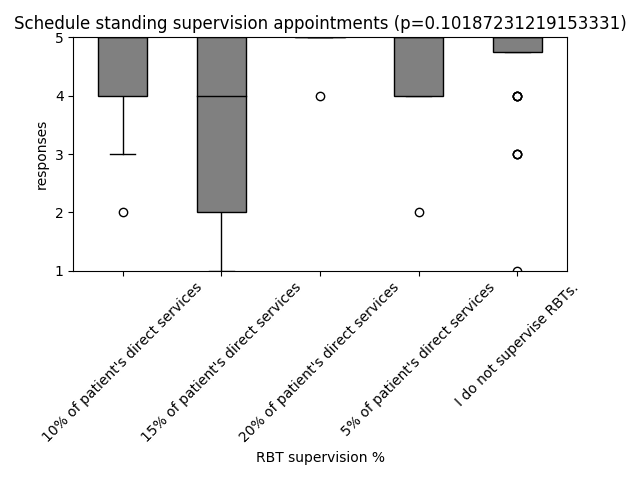 Schedule standing supervision appointments (p=0.10187231219153331)
5
4
3
2
1
responses
10% of patient's direct services
15% of patient's direct services
20% of patient's direct services
5% of patient's direct services
I do not supervise RBTs.
RBT supervision %